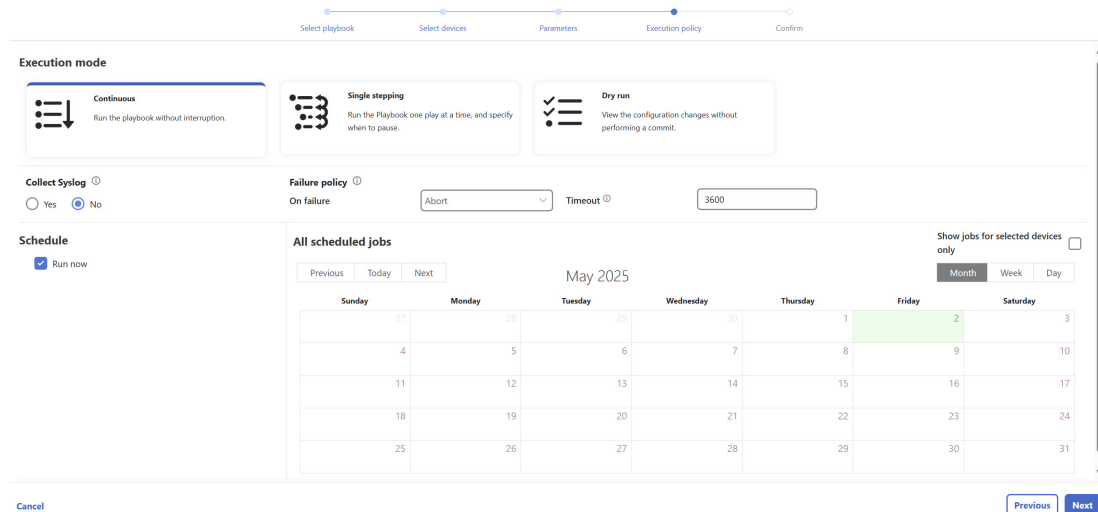 Select playbook
Select devices
Parameters
Execution policy
Confirm
Execution mode
Continuous
Run the playbook without interruption.
Single stepping
Run the Playbook one play at a time, and specify
when to pause.
Dry run
View the configuration changes without
performing a commit.
Collect Syslog
Yes
No
Failure policy
On failure
Abort
Timeout
3600
Schedule
Run now
All scheduled jobs
Show jobs for selected devices
only
Previous Today Next
May 2025
Month Week Day
Sunday Monday Tuesday Wednesday Thursday Friday Saturday
27 28 29 30 1 2 3
4 5 6 7 8 9 10
11 12 13 14 15 16 17
18 19 20 21 22 23 24
25 26 27 28 29 30 31
Cancel
Previous
Next